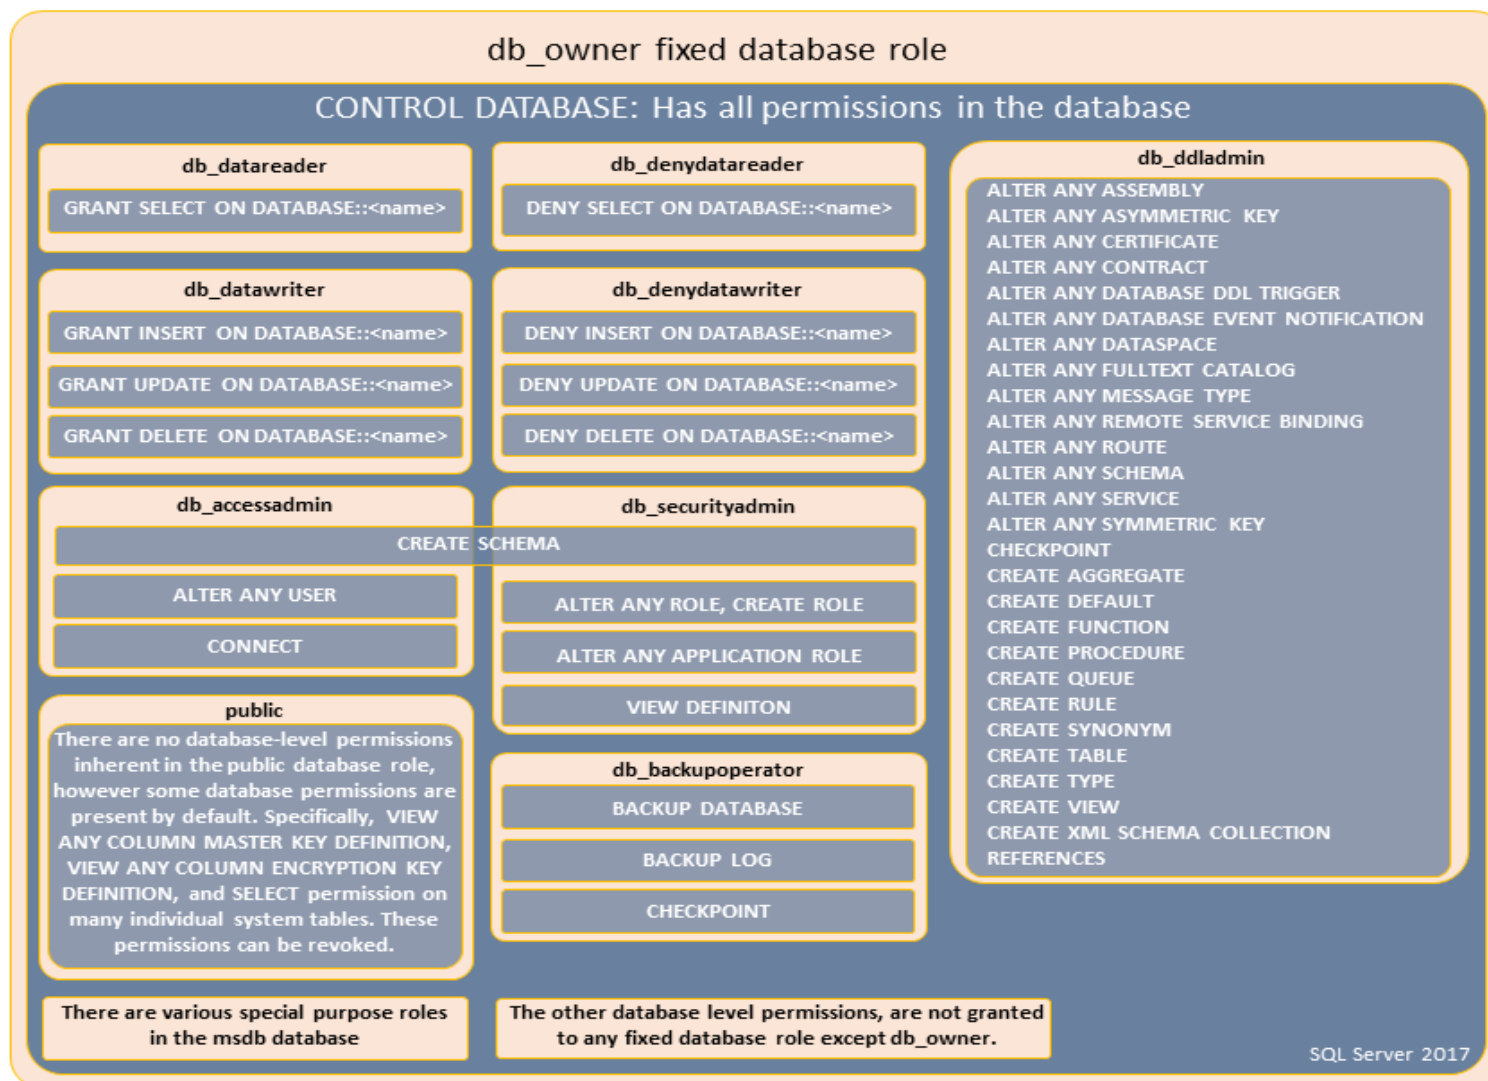 db_owner fixed database role
CONTROL DATABASE: Has all permissions in the database
db_datareader
GRANT SELECT ON DATABASE::<name>
db_denydatareader
DENY SELECT ON DATABASE::<name>
db_datawriter
GRANT INSERT ON DATABASE::<name>
GRANT UPDATE ON DATABASE::<name>
GRANT DELETE ON DATABASE::<name>
db_denydatawriter
DENY INSERT ON DATABASE::<name>
DENY UPDATE ON DATABASE::<name>
DENY DELETE ON DATABASE::<name>
db_accessadmin
db_securityadmin
CREATE SCHEMA
ALTER ANY USER
CONNECT
ALTER ANY ROLE, CREATE ROLE
ALTER ANY APPLICATION ROLE
VIEW DEFINITON
public
There are no database-level permissions
inherent in the public database role,
however some database permissions are
present by default. Specifically, VIEW
ANY COLUMN MASTER KEY DEFINITION,
VIEW ANY COLUMN ENCRYPTION KEY
DEFINITION, and SELECT permission on
many individual system tables. These
permissions can be revoked.
db_backupoperator
BACKUP DATABASE
BACKUP LOG
CHECKPOINT
db_ddladmin
ALTER ANY ASSEMBLY
ALTER ANY ASYMMETRIC KEY
ALTER ANY CERTIFICATE
ALTER ANY CONTRACT
ALTER ANY DATABASE DDL TRIGGER
ALTER ANY DATABASE EVENT NOTIFICATION
ALTER ANY DATASPACE
ALTER ANY FULLTEXT CATALOG
ALTER ANY MESSAGE TYPE
ALTER ANY REMOTE SERVICE BINDING
ALTER ANY ROUTE
ALTER ANY SCHEMA
ALTER ANY SERVICE
ALTER ANY SYMMETRIC KEY
CHECKPOINT
CREATE AGGREGATE
CREATE DEFAULT
CREATE FUNCTION
CREATE PROCEDURE
CREATE QUEUE
CREATE RULE
CREATE SYNONYM
CREATE TABLE
CREATE TYPE
CREATE VIEW
CREATE XML SCHEMA COLLECTION
REFERENCES
There are various special purpose roles
in the msdb database
The other database level permissions, are not granted
to any fixed database role except db_owner.
SQL Server 2017